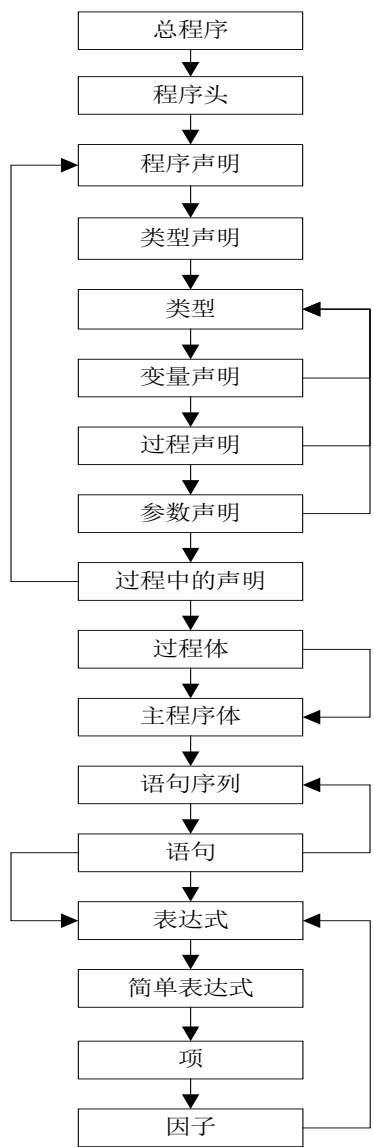 总程序
程序头
程序声明
类型声明
类型
变量声明
过程声明
参数声明
过程中的声明
过程体
主程序体
语句序列
语句
表达式
简单表达式
项
因子